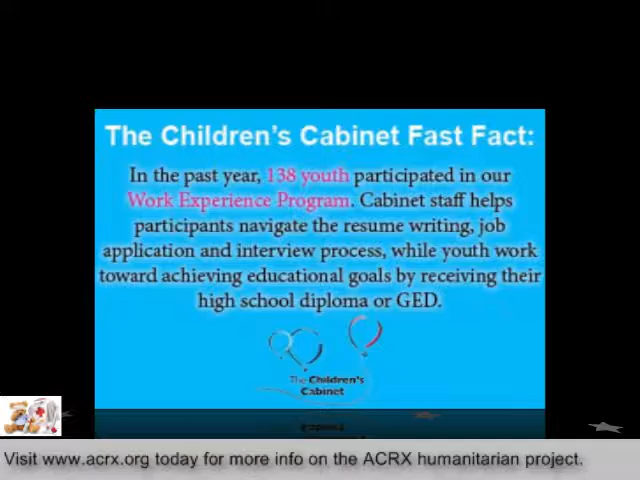 The Children's Cabinet Fast Fact:
In the past year, 138 youth participated in our
Work Experience Program. Cabinet staff helps
participants navigate the resume writing, job
application and interview process, while youth work
toward achieving educational goals by receiving their
high school diploma or GED.
The Children's
Cabinet
Visit www.acrx.org today for more info on the ACRX humanitarian project.